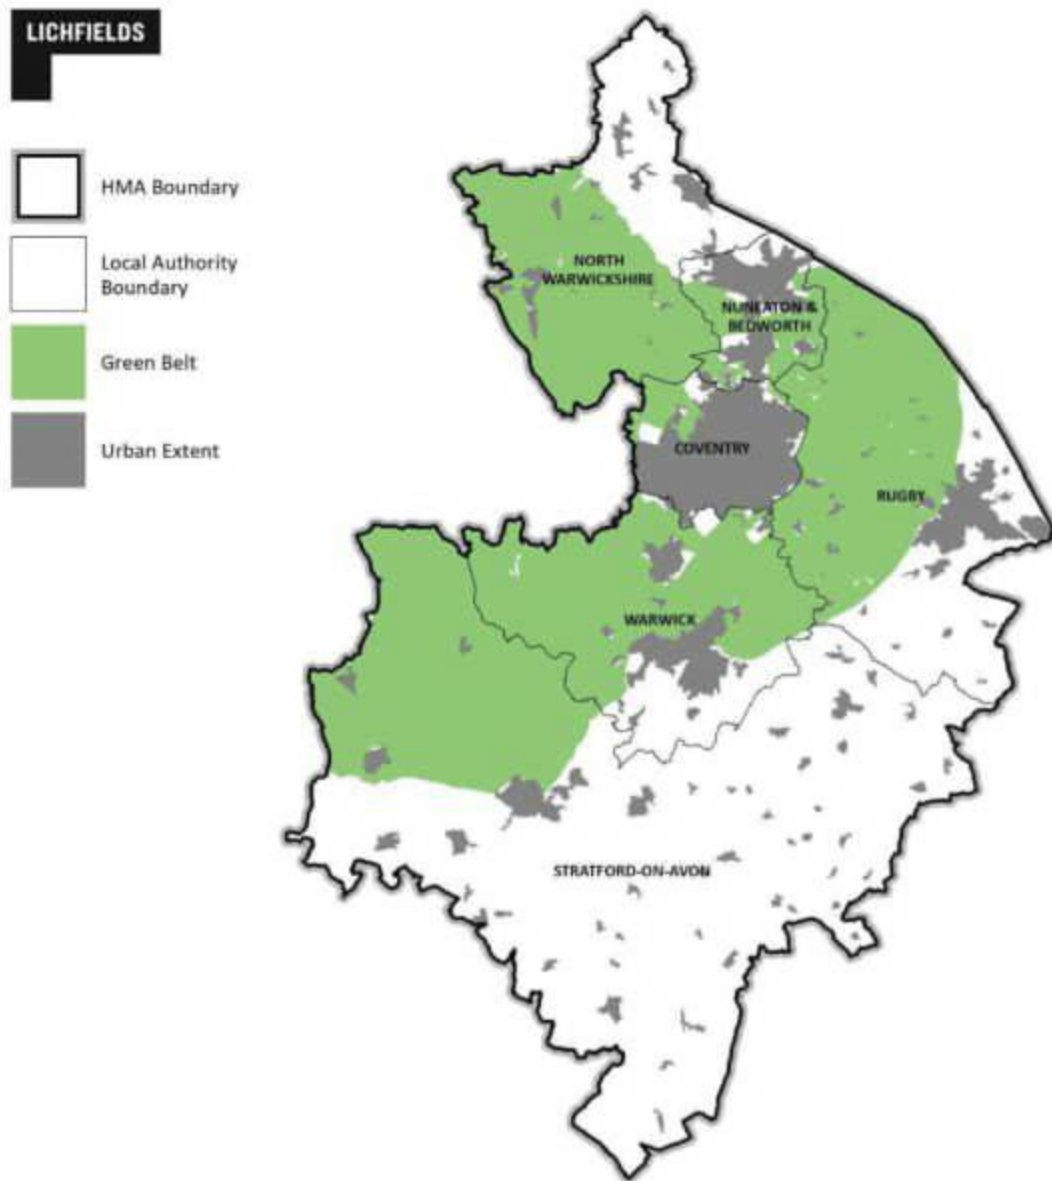 LICHFIELDS
HMA Boundary
Local Authority
Boundary
Green Belt
Urban Extent
NORTH
WARWICKSHIRE
NUNEATON &
BEDWORTH
COVENTRY
RUGBY
WARWICK
STRATFORD-ON-AVON